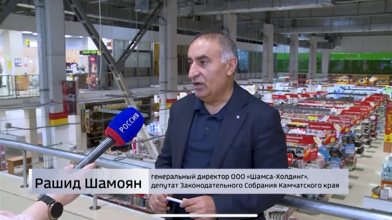 РОССИЯ
Рашид Шамоян
генеральный директор ООО «Шамса-Холдинг»,
депутат Законодательного Собрания Камчатского края